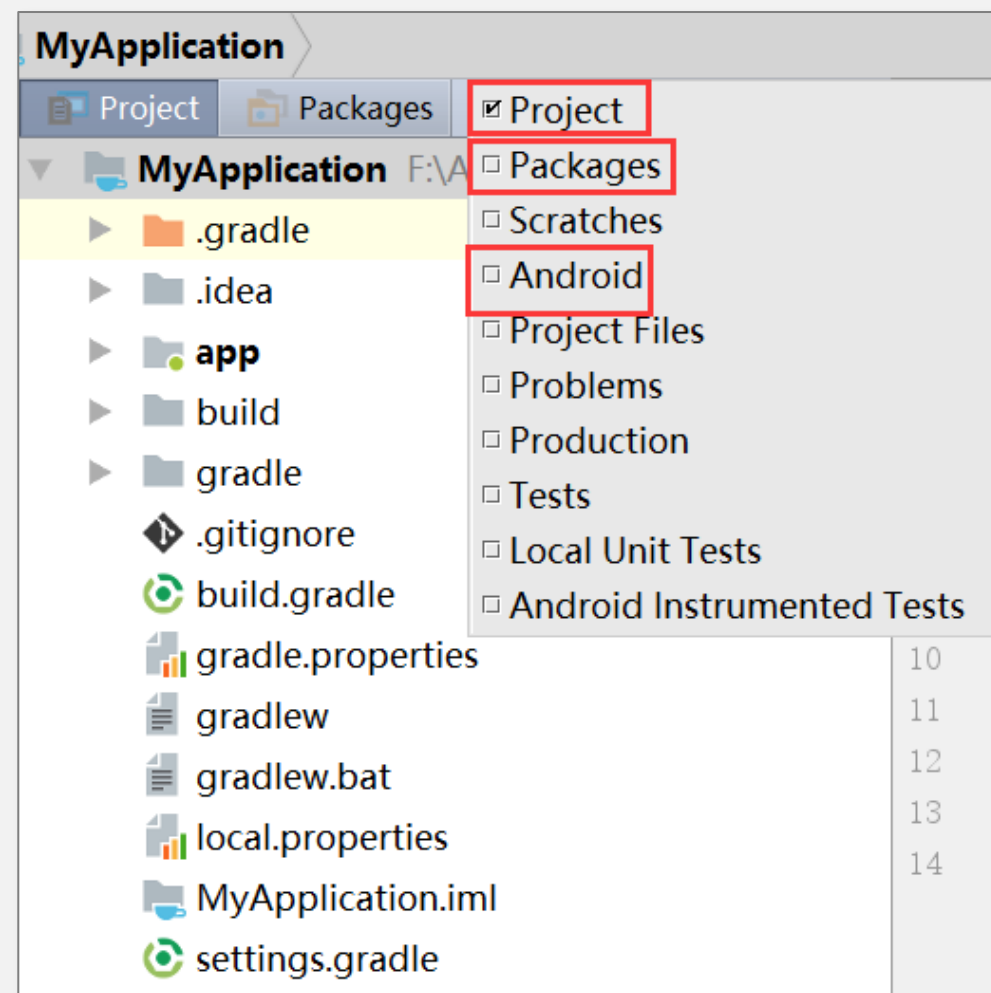 MyApplication
Project Packages
MyApplication F:\A
.gradle
.idea
app
build
gradle
.gitignore
build.gradle
gradle.properties
gradlew
gradlew.bat
local.properties
MyApplication.iml
settings.gradle
Project
Packages
Scratches
Android
Project Files
Problems
Production
Tests
Local Unit Tests
Android Instrumented Tests
10
11
12
13
14